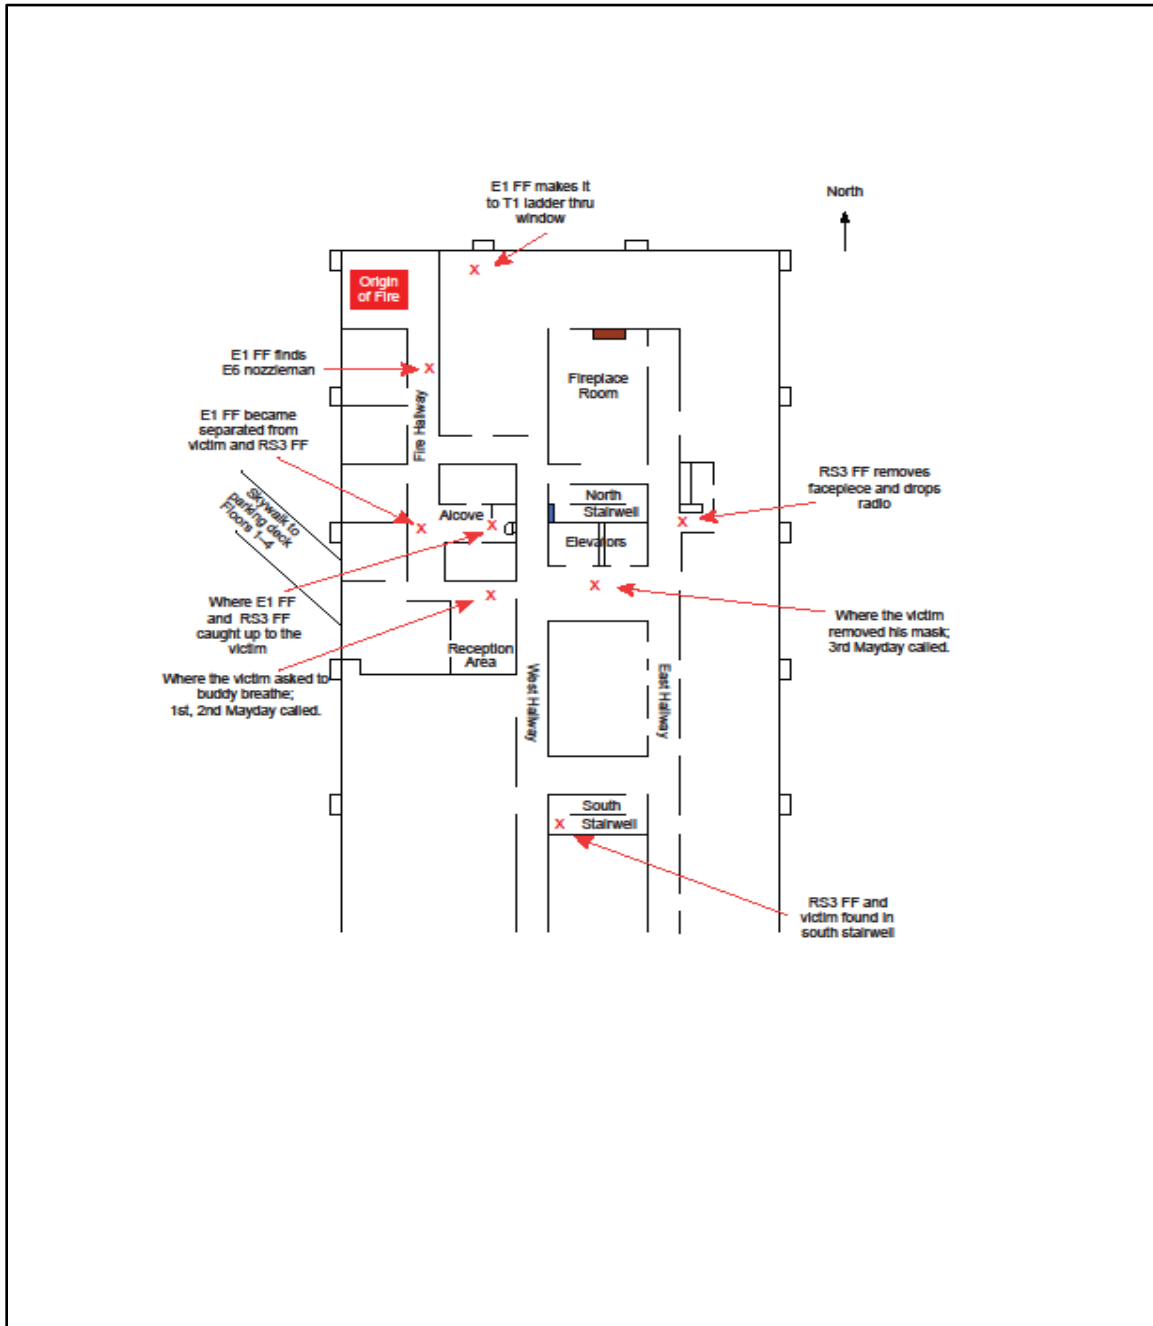 E1 FF makes it
to T1 ladder thru
window
North
Origin
of Fire
E1 FF finds
E6 nozzleman
Fireplace
Room
Fire Hallway
E1 FF became
separated from
victim and RS3 FF
RS3 FF removes
facepiece and drops
radio
Skywalk to
parking deck
Floors 1-4
Alcove
North
Stairwell
Elevators
Where E1 FF
and RS3 FF
caught up to the
victim
Where the victim
removed his mask;
3rd Mayday called.
Reception
Area
Where the victim asked to
buddy breathe;
1st, 2nd Mayday called.
West Hallway
East Hallway
South
Stairwell
RS3 FF and
victim found in
south stairwell
X
X
X
X
X
X
X
X